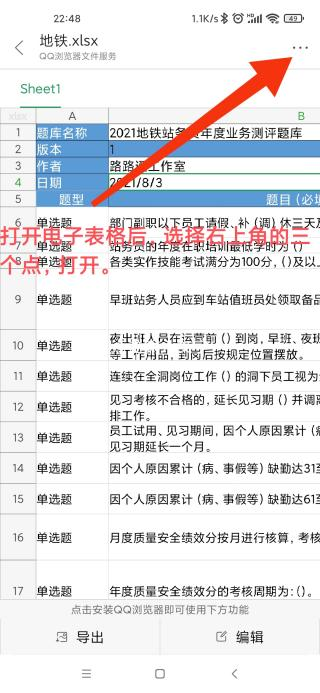 22:48
1.1K/s
49
地铁.xlsx
QQ浏览器文件服务
Sheet1
xlsx
A
B
1 题库名称 2021地铁站务员年度业务测评题库
2 版本 1
3 作者 路路通工作室
4 日期 2021/8/3
5 题型 题目（必填
6 单选题 部门副职以下员工请假、补（调）休三天及
打开电子表格后，选择右上角的三
个点，打开。
7 单选题 站务员的年度在职培训最低学时为（）
8 单选题 各类实作技能考试满分为100分，（）及以上
9 单选题 早班站务人员应到车站值班员处领取备品
10 单选题 夜出班人员在运营前（）到岗，早班、夜班
等工作用品，到岗后按规定位置摆放。
11 单选题 连续在全洞岗位工作（）的洞下员工视为
12 单选题 见习考核不合格的，延长见习期（）并调离
排工作。
13 单选题 员工试用、见习期间，因个人原因累计（病
见习期延长一个月。
14 单选题 因个人原因累计（病、事假等）缺勤达31
15 单选题 因个人原因累计（病、事假等）缺勤达61
16 单选题 月度质量安全绩效分按月进行核算，考核
17 单选题 年度质量安全绩效分的考核周期为：（）。
点击安装QQ浏览器即可使用下方功能
导出
编辑